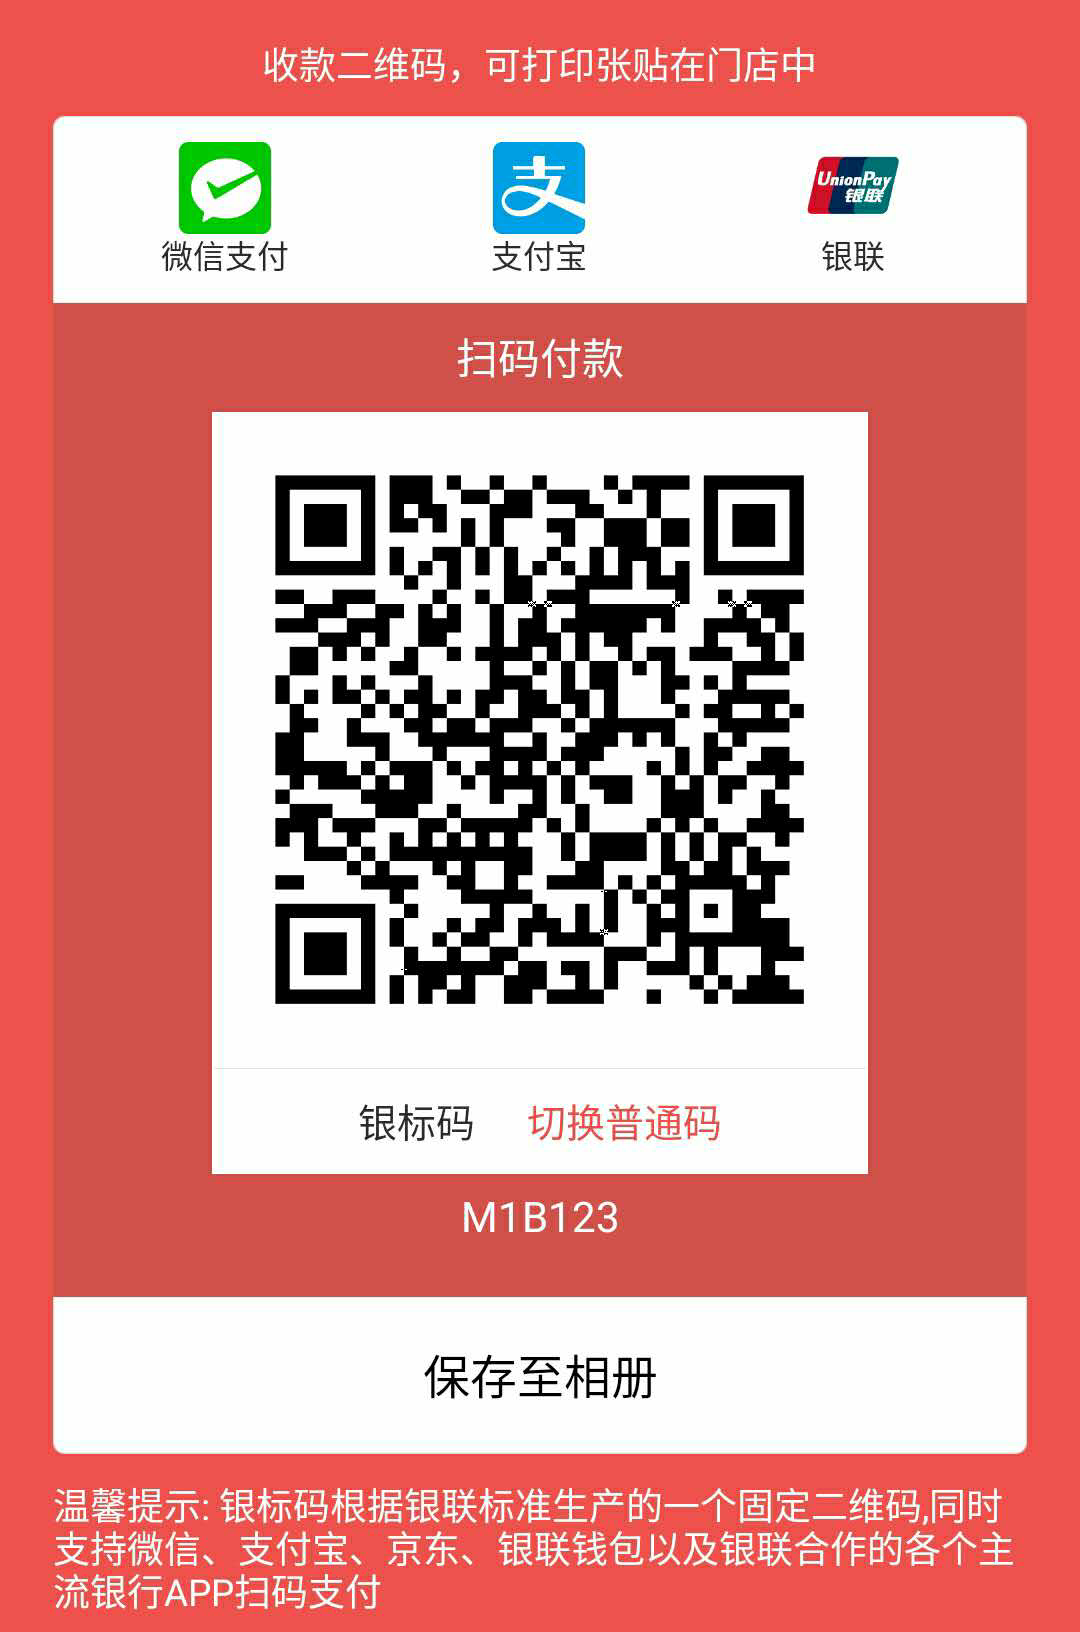 收款二维码，可打印张贴在门店中
微信支付
支付宝
UnionPay
银联
银联
扫码付款
银标码 切换普通码
M1B123
保存至相册
温馨提示: 银标码根据银联标准生产的一个固定二维码,同时
支持微信、支付宝、京东、银联钱包以及银联合作的各个主
流银行APP扫码支付